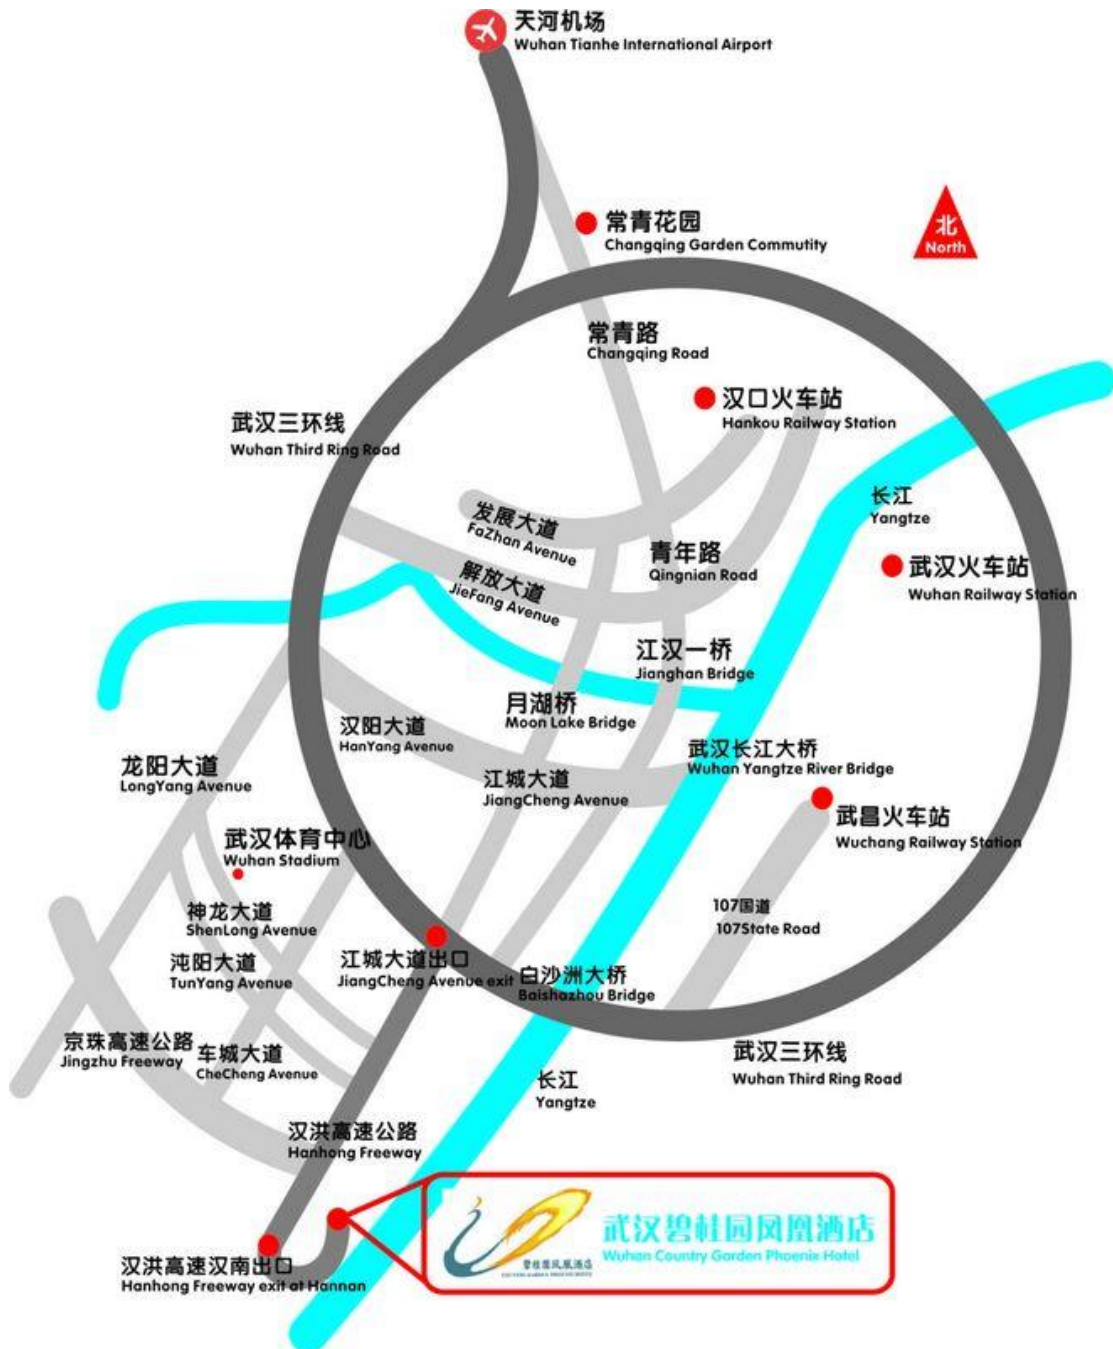 天河机场
Wuhan Tianhe International Airport
常青花园
Changqing Garden Commutity
北
North
常青路
Changqing Road
汉口火车站
Hankou Railway Station
武汉三环线
Wuhan Third Ring Road
长江
Yangtze
发展大道
FaZhan Avenue
青年路
Qingnian Road
武汉火车站
Wuhan Railway Station
解放大道
JieFang Avenue
江汉一桥
Jianghan Bridge
月湖桥
Moon Lake Bridge
汉阳大道
HanYang Avenue
武汉长江大桥
Wuhan Yangtze River Bridge
龙阳大道
LongYang Avenue
江城大道
JiangCheng Avenue
武昌火车站
Wuchang Railway Station
武汉体育中心
Wuhan Stadium
神龙大道
ShenLong Avenue
107国道
107State Road
沌阳大道
TunYang Avenue
江城大道出口
JiangCheng Avenue exit
白沙洲大桥
Baishazhou Bridge
京珠高速公路
Jingzhu Freeway
车城大道
CheCheng Avenue
武汉三环线
Wuhan Third Ring Road
长江
Yangtze
汉洪高速公路
Hanhong Freeway
武汉碧桂园凤凰酒店
Wuhan Country Garden Phoenix Hotel
碧桂园凤凰酒店
汉洪高速汉南出口
Hanhong Freeway exit at Hannan